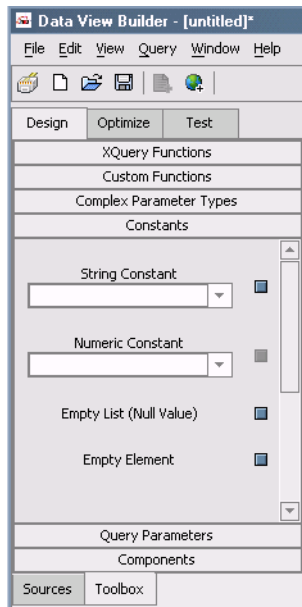 Data View Builder - [untitled]*
File Edit View Query Window Help
Design Optimize Test
XQuery Functions
Custom Functions
Complex Parameter Types
Constants
String Constant
Numeric Constant
Empty List (Null Value)
Empty Element
Query Parameters
Components
Sources Toolbox